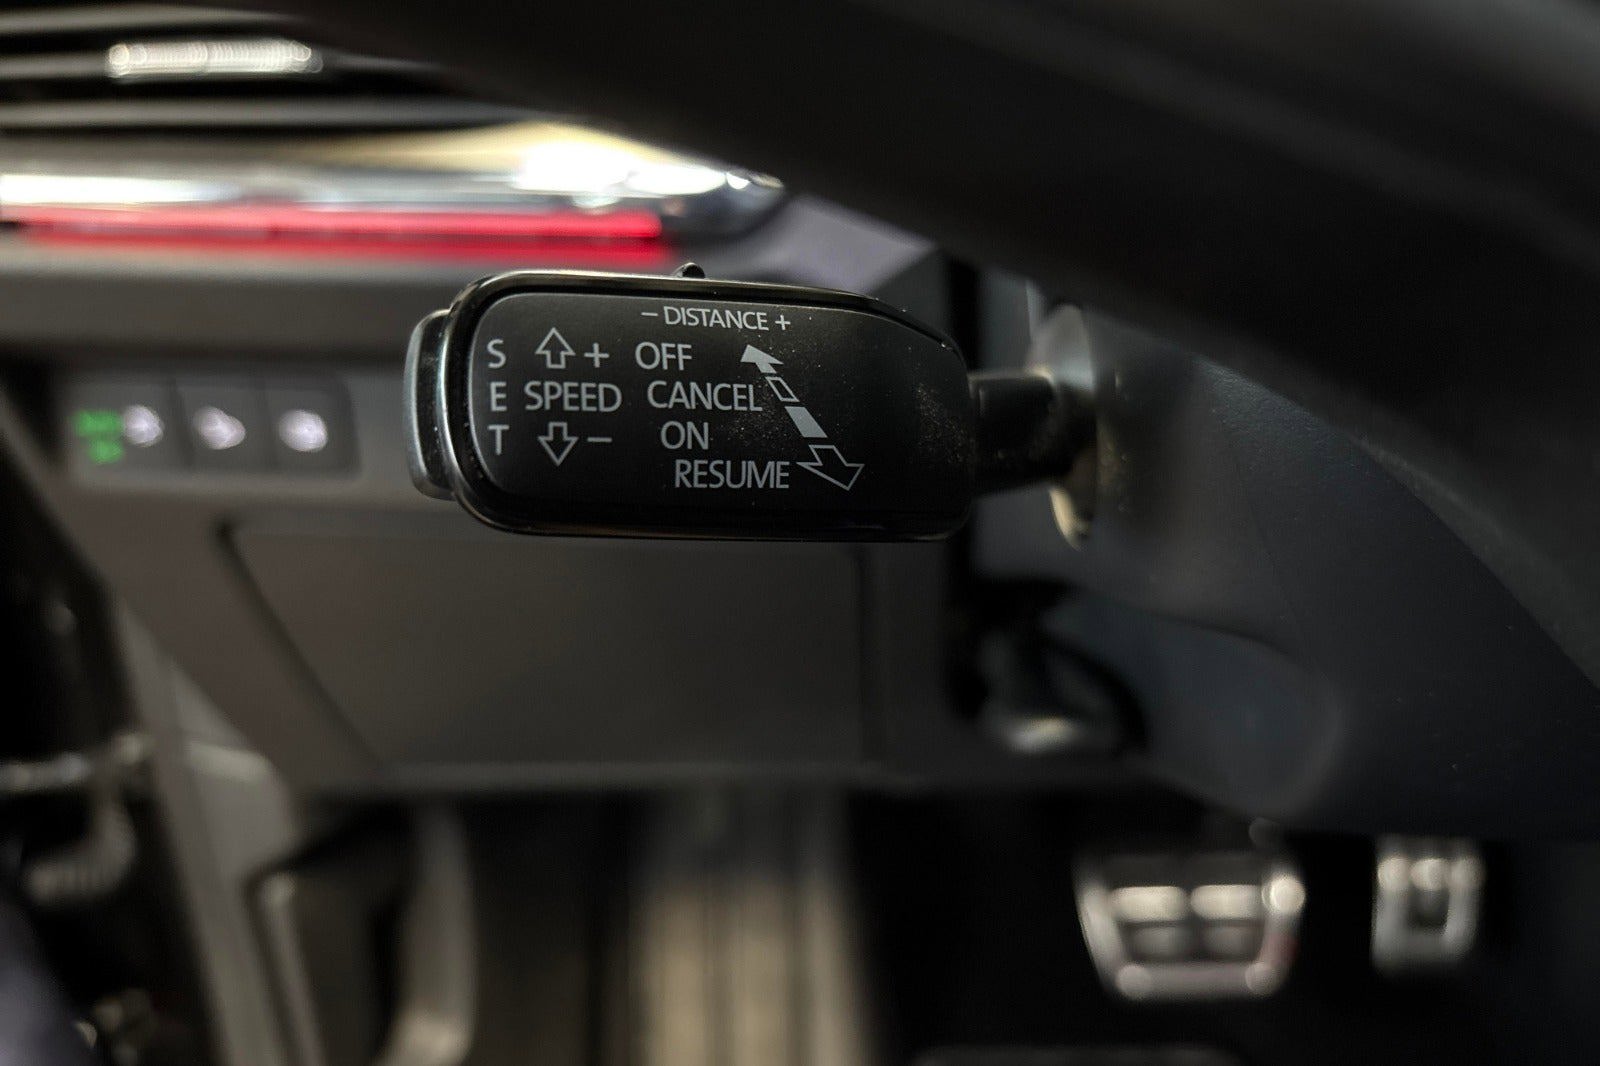 − DISTANCE +
S + OFF
E SPEED CANCEL
T − ON
RESUME